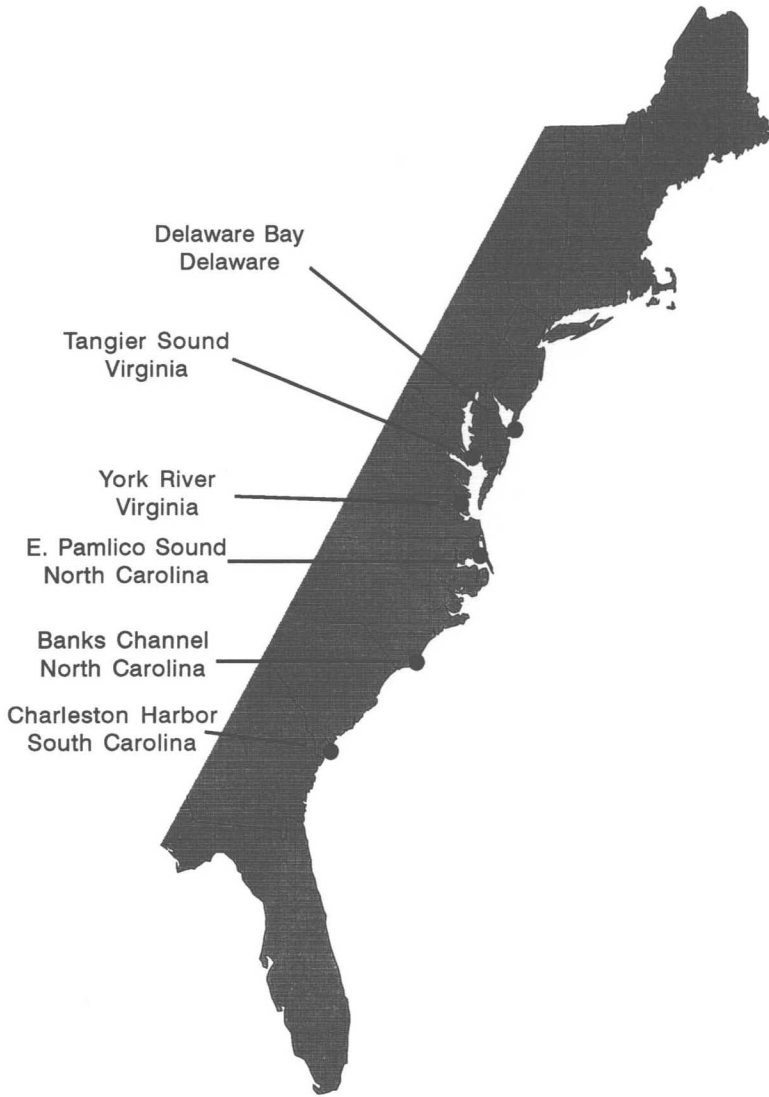 Delaware Bay
Delaware
Tangier Sound
Virginia
York River
Virginia
E. Pamlico Sound
North Carolina
Banks Channel
North Carolina
Charleston Harbor
South Carolina